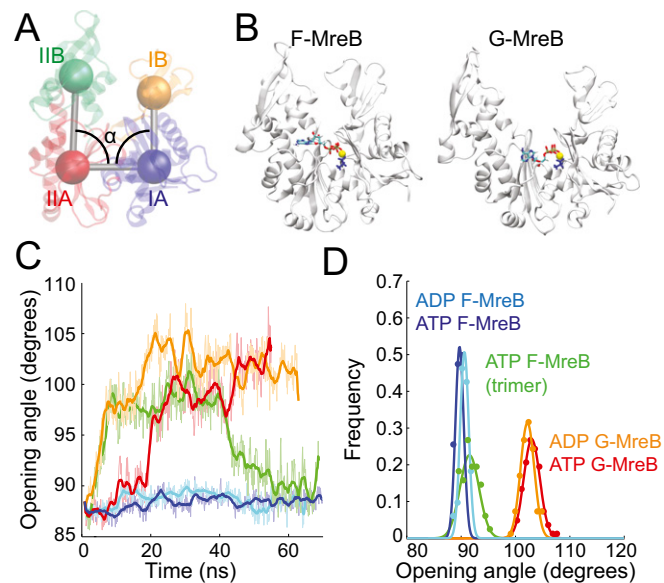 A
IIB
IB
α
IIA
IA
B
F-MreB
G-MreB
C
110
105
100
95
90
85
Opening angle (degrees)
0
20
40
60
Time (ns)
D
0.7
0.6
0.5
0.4
0.3
0.2
0.1
0
Frequency
ADP F-MreB
ATP F-MreB
ATP F-MreB
(trimer)
ADP G-MreB
ATP G-MreB
80
90
100
110
120
Opening angle (degrees)